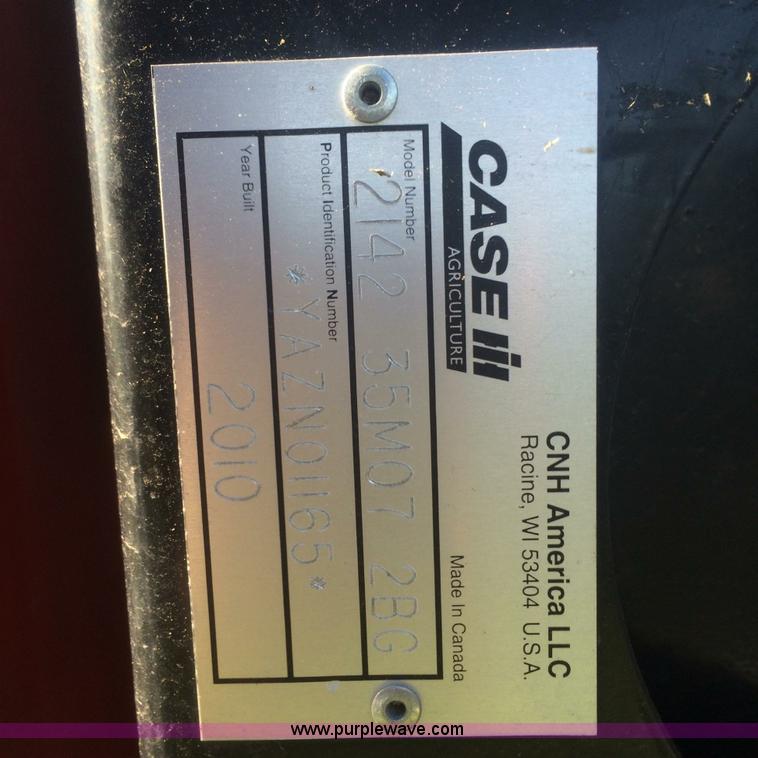 CASE IH
AGRICULTURE
CNH America LLC
Racine, WI 53404 U.S.A.
Made In Canada
Model Number
2142 35M07 2BG
Product Identification Number
*YAZN01165*
Year Built
2010
www.purplewave.com